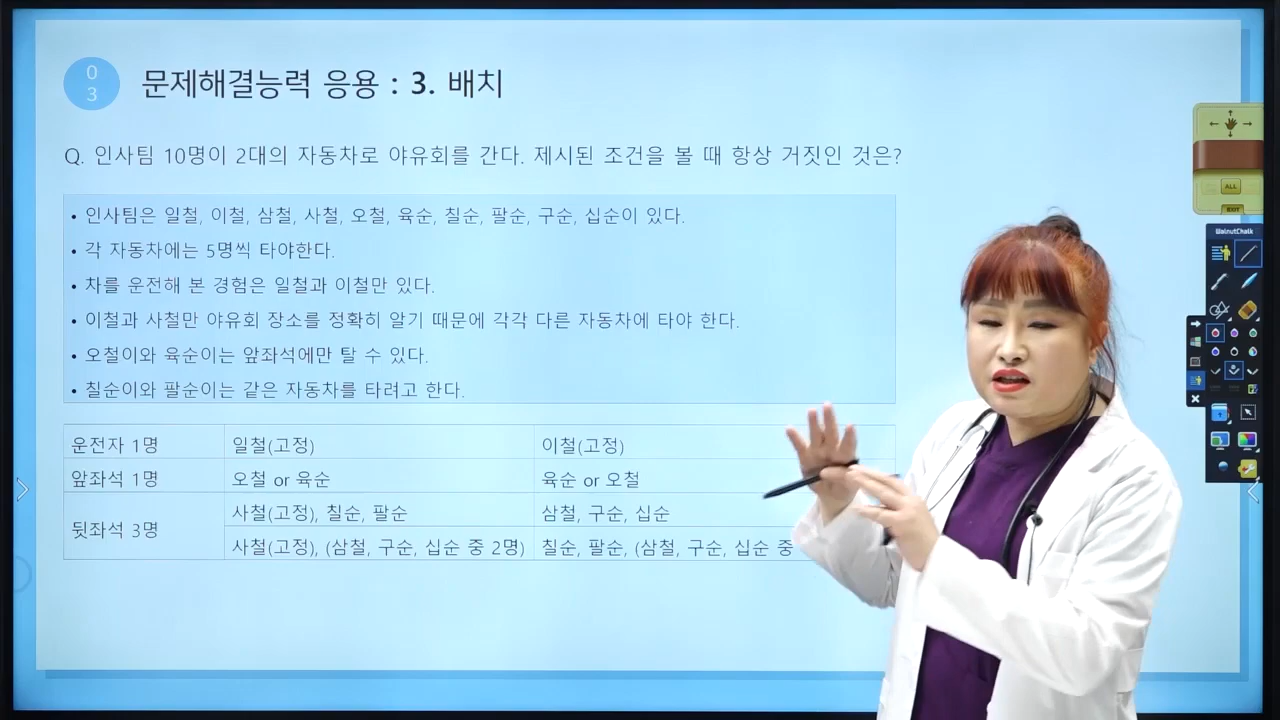 03
문제해결능력 응용 : 3. 배치
Q. 인사팀 10명이 2대의 자동차로 야유회를 간다. 제시된 조건을 볼 때 항상 거짓인 것은?
• 인사팀은 일철, 이철, 삼철, 사철, 오철, 육순, 칠순, 팔순, 구순, 십순이 있다.
• 각 자동차에는 5명씩 타야한다.
• 차를 운전해 본 경험은 일철과 이철만 있다.
• 이철과 사철만 야유회 장소를 정확히 알기 때문에 각각 다른 자동차에 타야 한다.
• 오철이와 육순이는 앞좌석에만 탈 수 있다.
• 칠순이와 팔순이는 같은 자동차를 타려고 한다.
운전자 1명 일철(고정) 이철(고정)
앞좌석 1명 오철 or 육순 육순 or 오철
뒷좌석 3명
사철(고정), 칠순, 팔순 삼철, 구순, 십순
사철(고정), (삼철, 구순, 십순 중 2명) 칠순, 팔순, (삼철, 구순, 십순 중
ALL
EXIT
WalnutChalk